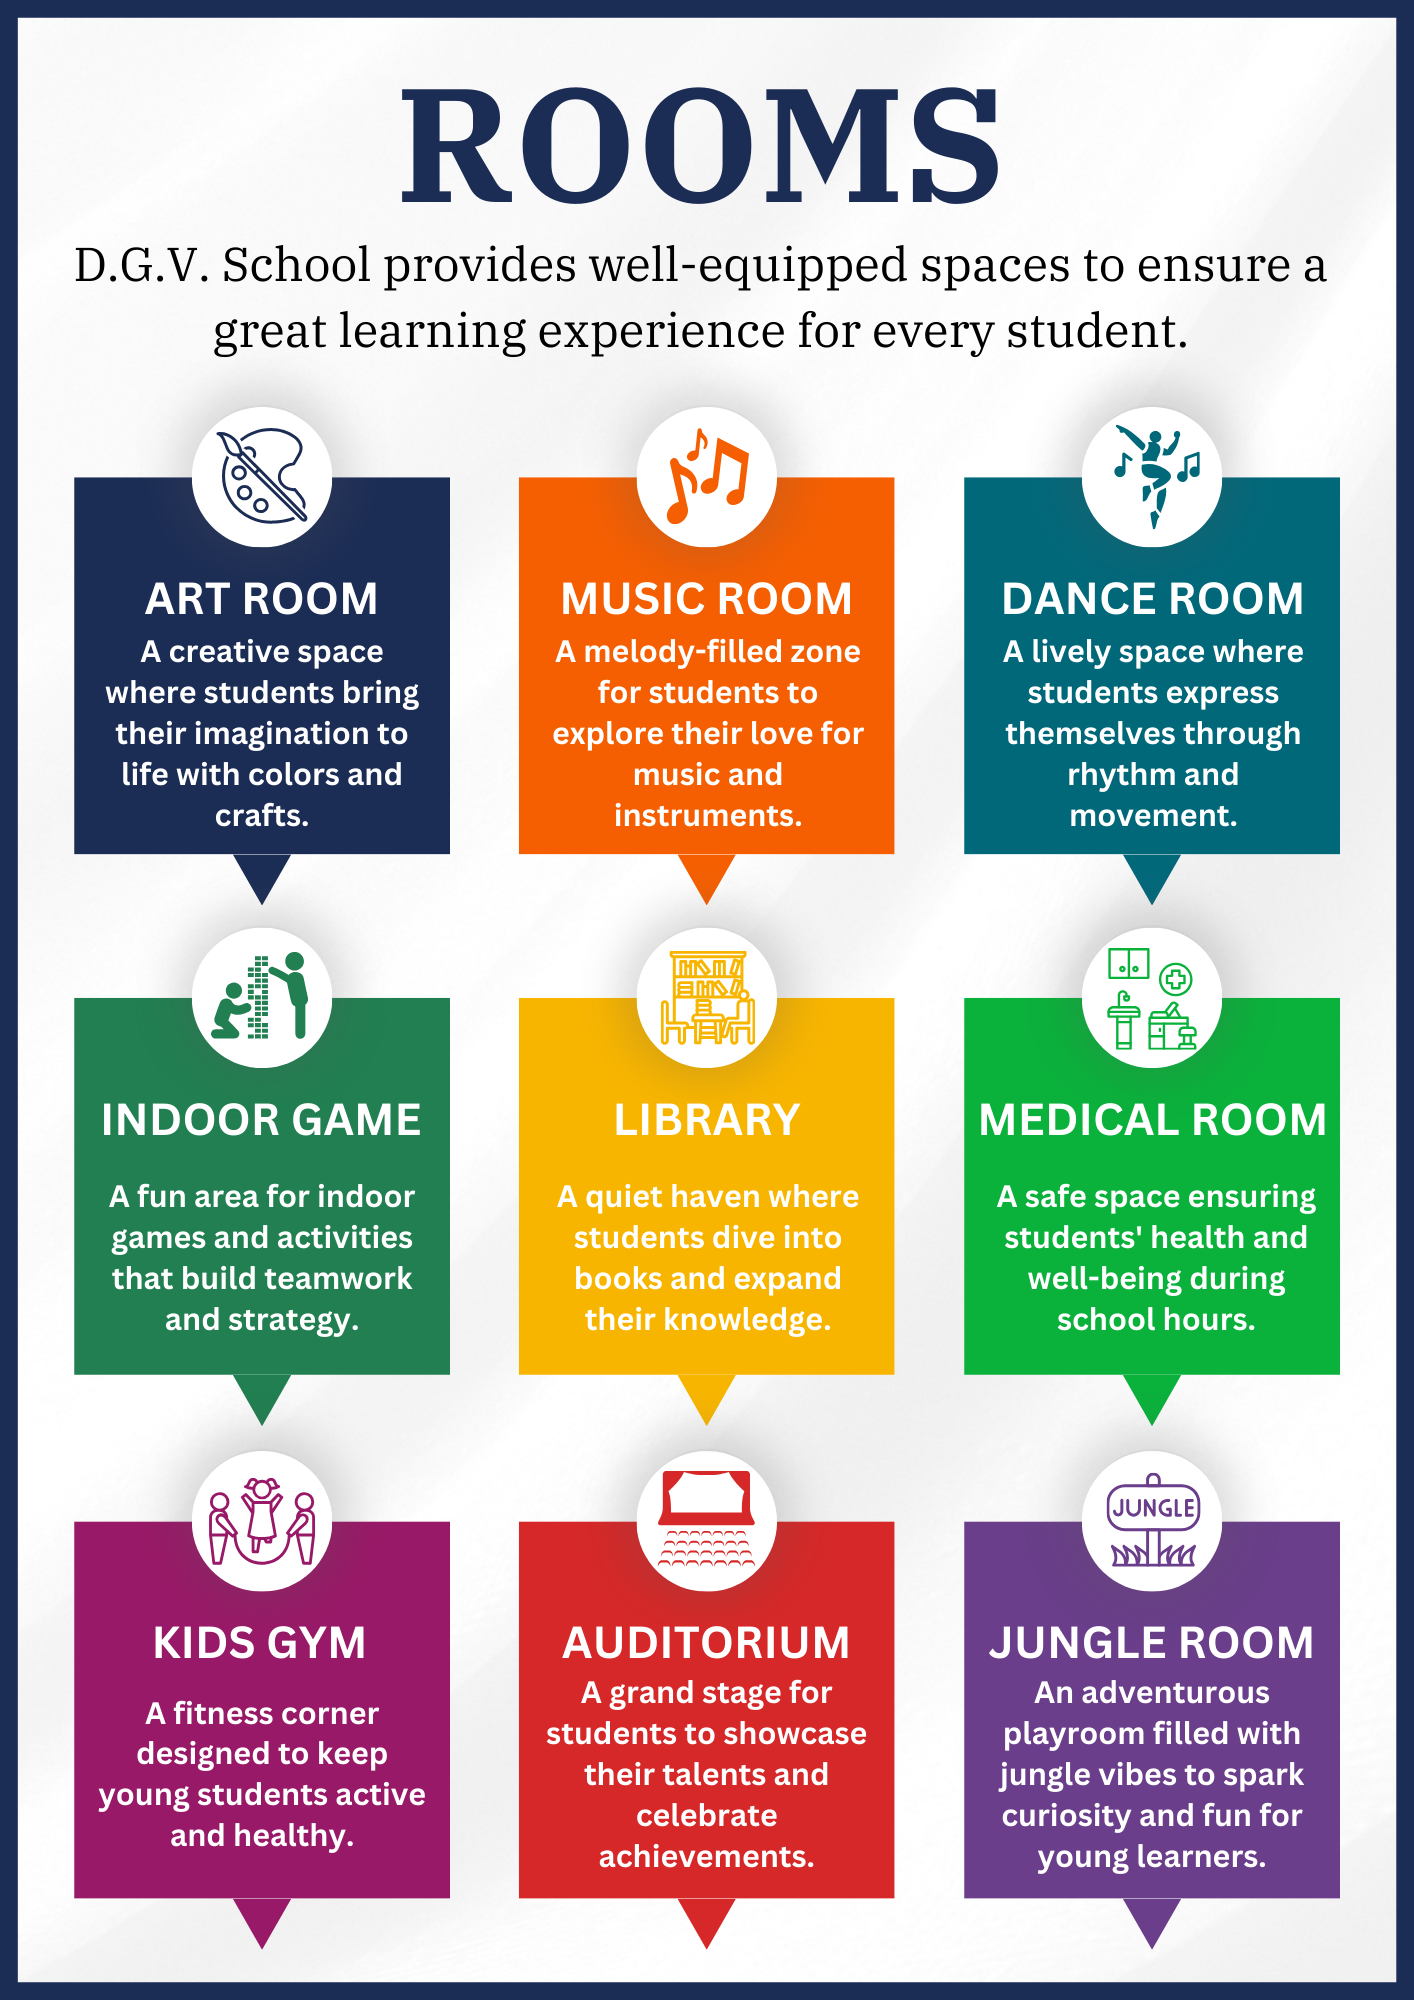 ROOMS
D.G.V. School provides well-equipped spaces to ensure a
great learning experience for every student.
ART ROOM
A creative space
where students bring
their imagination to
life with colors and
crafts.
MUSIC ROOM
A melody-filled zone
for students to
explore their love for
music and
instruments.
DANCE ROOM
A lively space where
students express
themselves through
rhythm and
movement.
INDOOR GAME
A fun area for indoor
games and activities
that build teamwork
and strategy.
LIBRARY
A quiet haven where
students dive into
books and expand
their knowledge.
MEDICAL ROOM
A safe space ensuring
students' health and
well-being during
school hours.
KIDS GYM
A fitness corner
designed to keep
young students active
and healthy.
AUDITORIUM
A grand stage for
students to showcase
their talents and
celebrate
achievements.
JUNGLE
JUNGLE ROOM
An adventurous
playroom filled with
jungle vibes to spark
curiosity and fun for
young learners.